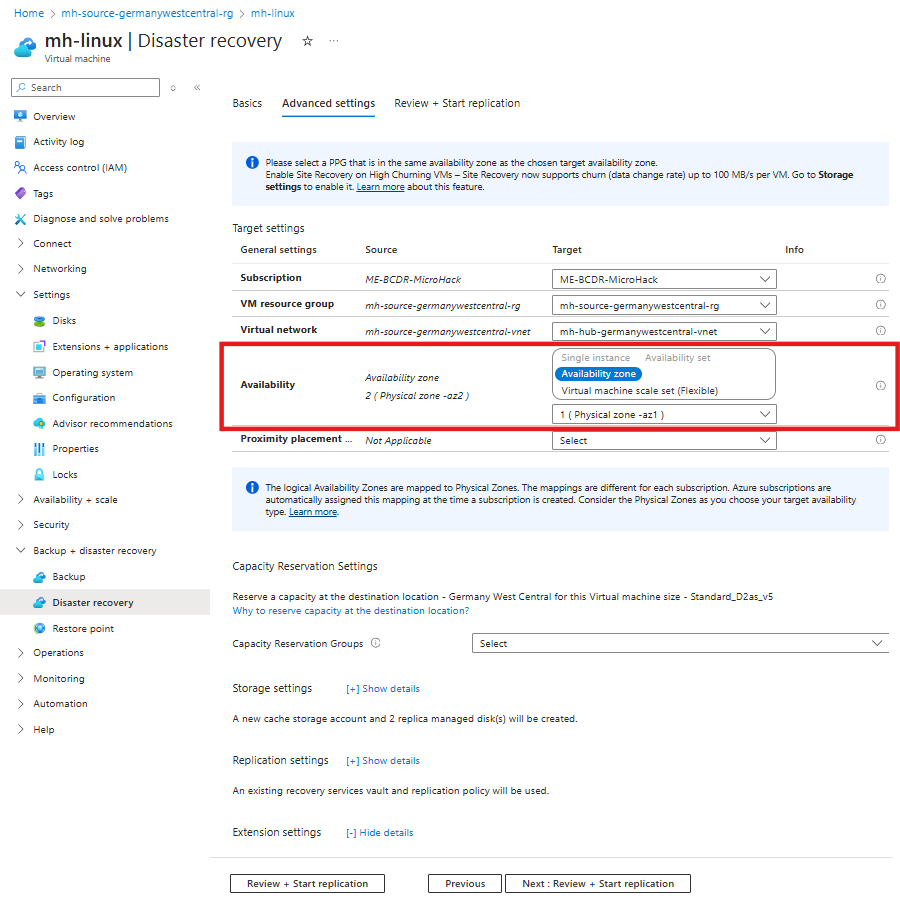 Home > mh-source-germanywestcentral-rg > mh-linux
mh-linux | Disaster recovery ☆ ...
Virtual machine
Search
Overview
Activity log
Access control (IAM)
Tags
Diagnose and solve problems
Connect
Networking
Settings
Disks
Extensions + applications
Operating system
Configuration
Advisor recommendations
Properties
Locks
Availability + scale
Security
Backup + disaster recovery
Backup
Disaster recovery
Restore point
Operations
Monitoring
Automation
Help
Basics Advanced settings Review + Start replication
Please select a PPG that is in the same availability zone as the chosen target availability zone.
Enable Site Recovery on High Churning VMs – Site Recovery now supports churn (data change rate) up to 100 MB/s per VM. Go to Storage
settings to enable it. Learn more about this feature.
Target settings
General settings Source Target Info
Subscription ME-BCDR-MicroHack ME-BCDR-MicroHack
VM resource group mh-source-germanywestcentral-rg mh-source-germanywestcentral-rg
Virtual network mh-source-germanywestcentral-vnet mh-hub-germanywestcentral-vnet
Single instance Availability set
Availability Availability zone Availability zone
2 ( Physical zone -az2 ) Virtual machine scale set (Flexible)
1 ( Physical zone -az1 )
Proximity placement ... Not Applicable Select
The logical Availability Zones are mapped to Physical Zones. The mappings are different for each subscription. Azure subscriptions are
automatically assigned this mapping at the time a subscription is created. Consider the Physical Zones as you choose your target availability
type. Learn more.
Capacity Reservation Settings
Reserve a capacity at the destination location - Germany West Central for this Virtual machine size - Standard_D2as_v5
Why to reserve capacity at the destination location?
Capacity Reservation Groups Select
Storage settings [+] Show details
A new cache storage account and 2 replica managed disk(s) will be created.
Replication settings [+] Show details
An existing recovery services vault and replication policy will be used.
Extension settings [-] Hide details
Review + Start replication Previous Next : Review + Start replication